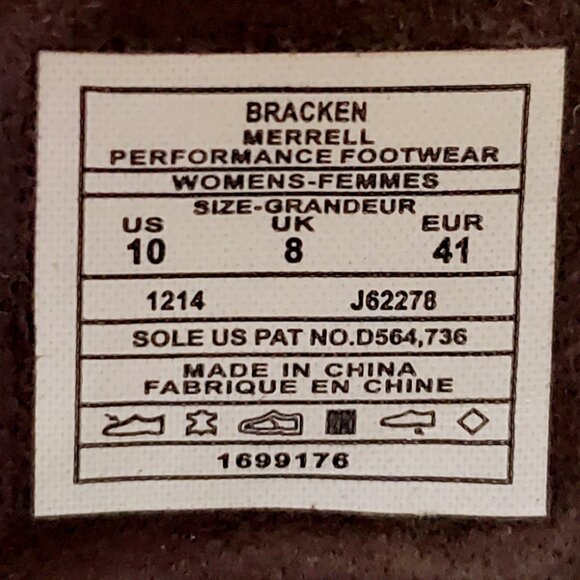 BRACKEN
MERRELL
PERFORMANCE FOOTWEAR
WOMENS-FEMMES
SIZE-GRANDEUR
US UK EUR
10 8 41
1214 J62278
SOLE US PAT NO.D564,736
MADE IN CHINA
FABRIQUE EN CHINE
1699176